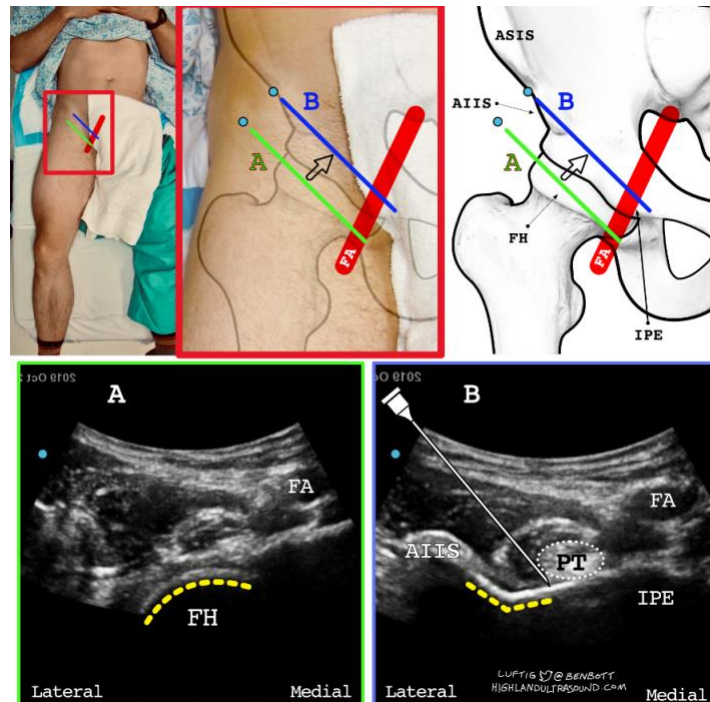 ASIS
AIIS
B
A
FH
FA
IPE
B
A
FA
2019 Oct 2
A
FA
FH
Lateral
Medial
2019 Oc
B
FA
AIIS
PT
IPE
LUFTIG @BENBOTT
HIGHLANDULTRASOUND.COM
Lateral
Medial